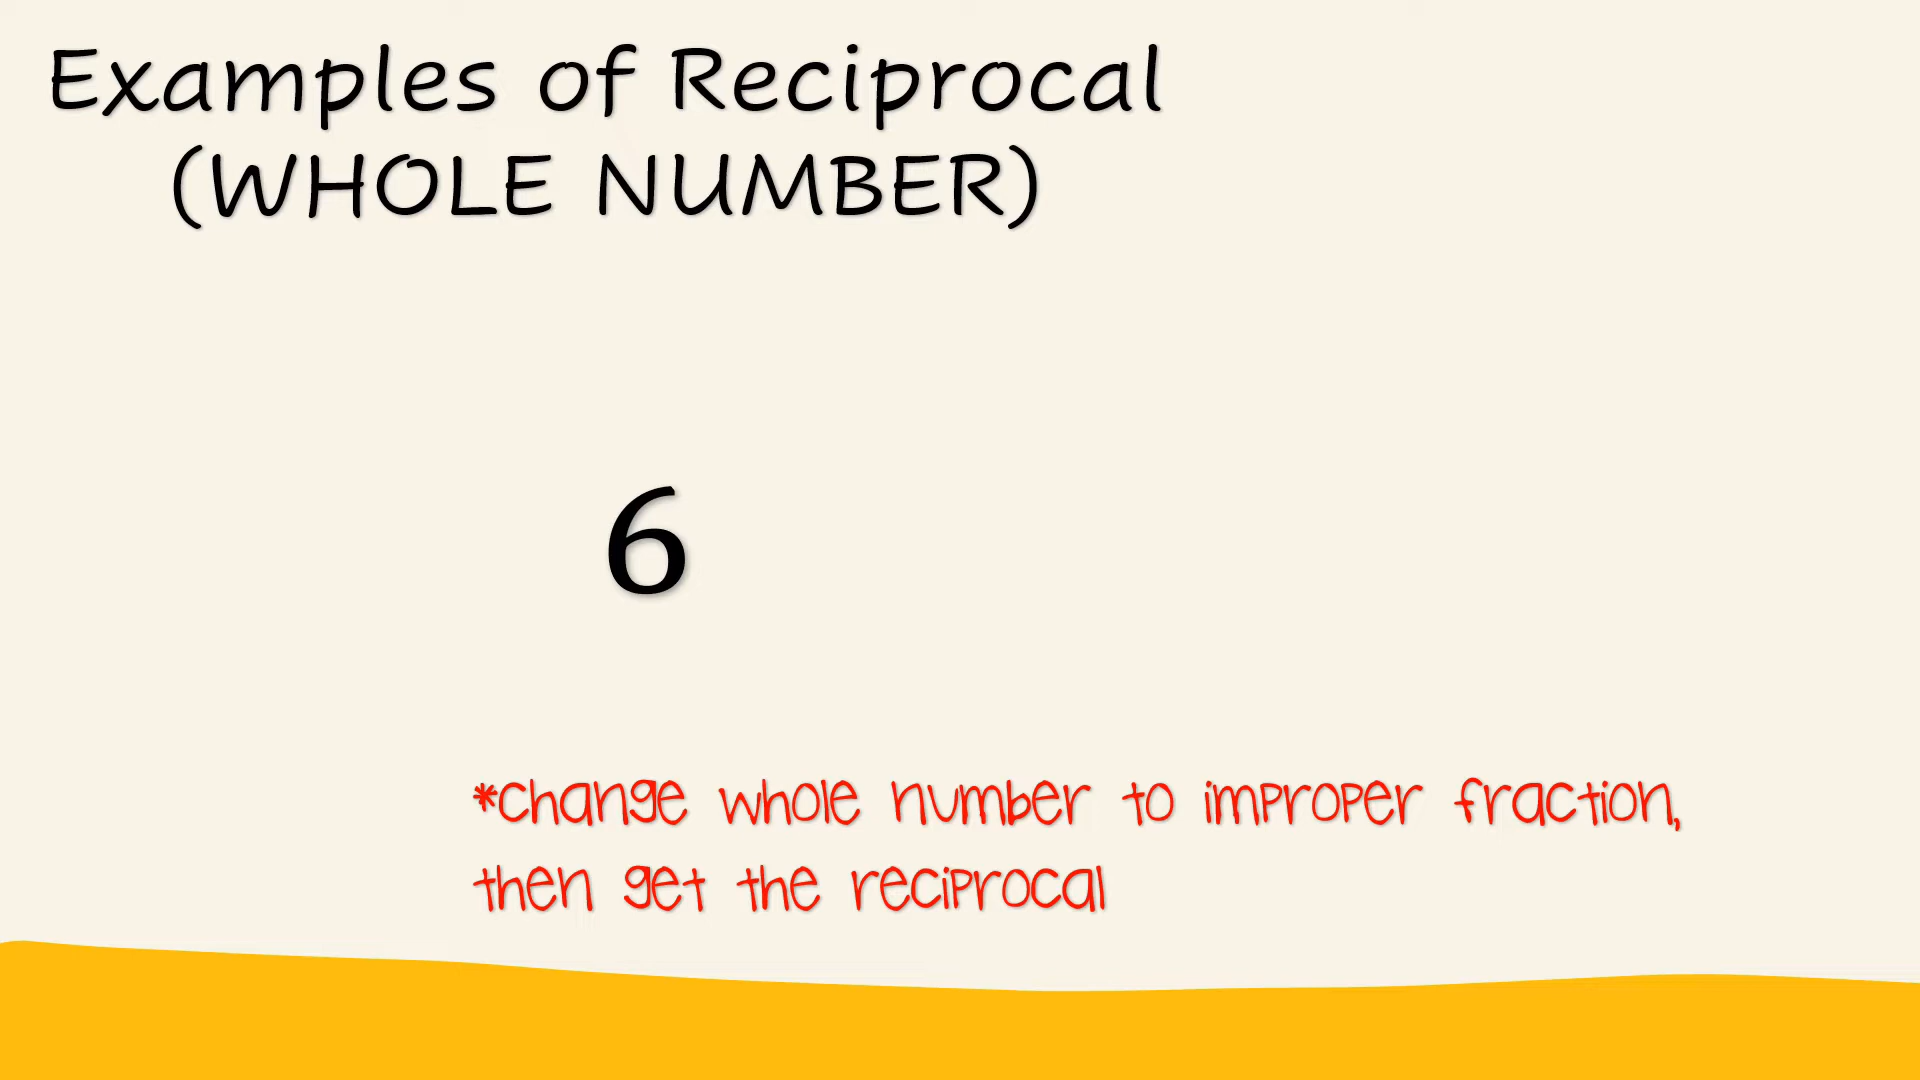 Examples of Reciprocal
(WHOLE NUMBER)
6
*change whole number to improper fraction,
then get the reciprocal